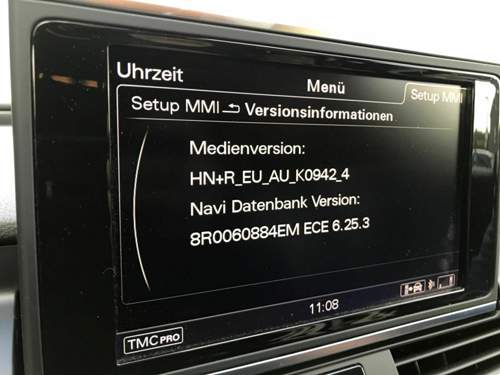 Uhrzeit
Menü
Setup MMI
Setup MMI Versionsinformationen
Medienversion:
HN+R_EU_AU_K0942_4
Navi Datenbank Version:
8R0060884EM ECE 6.25.3
11:08
TMC PRO